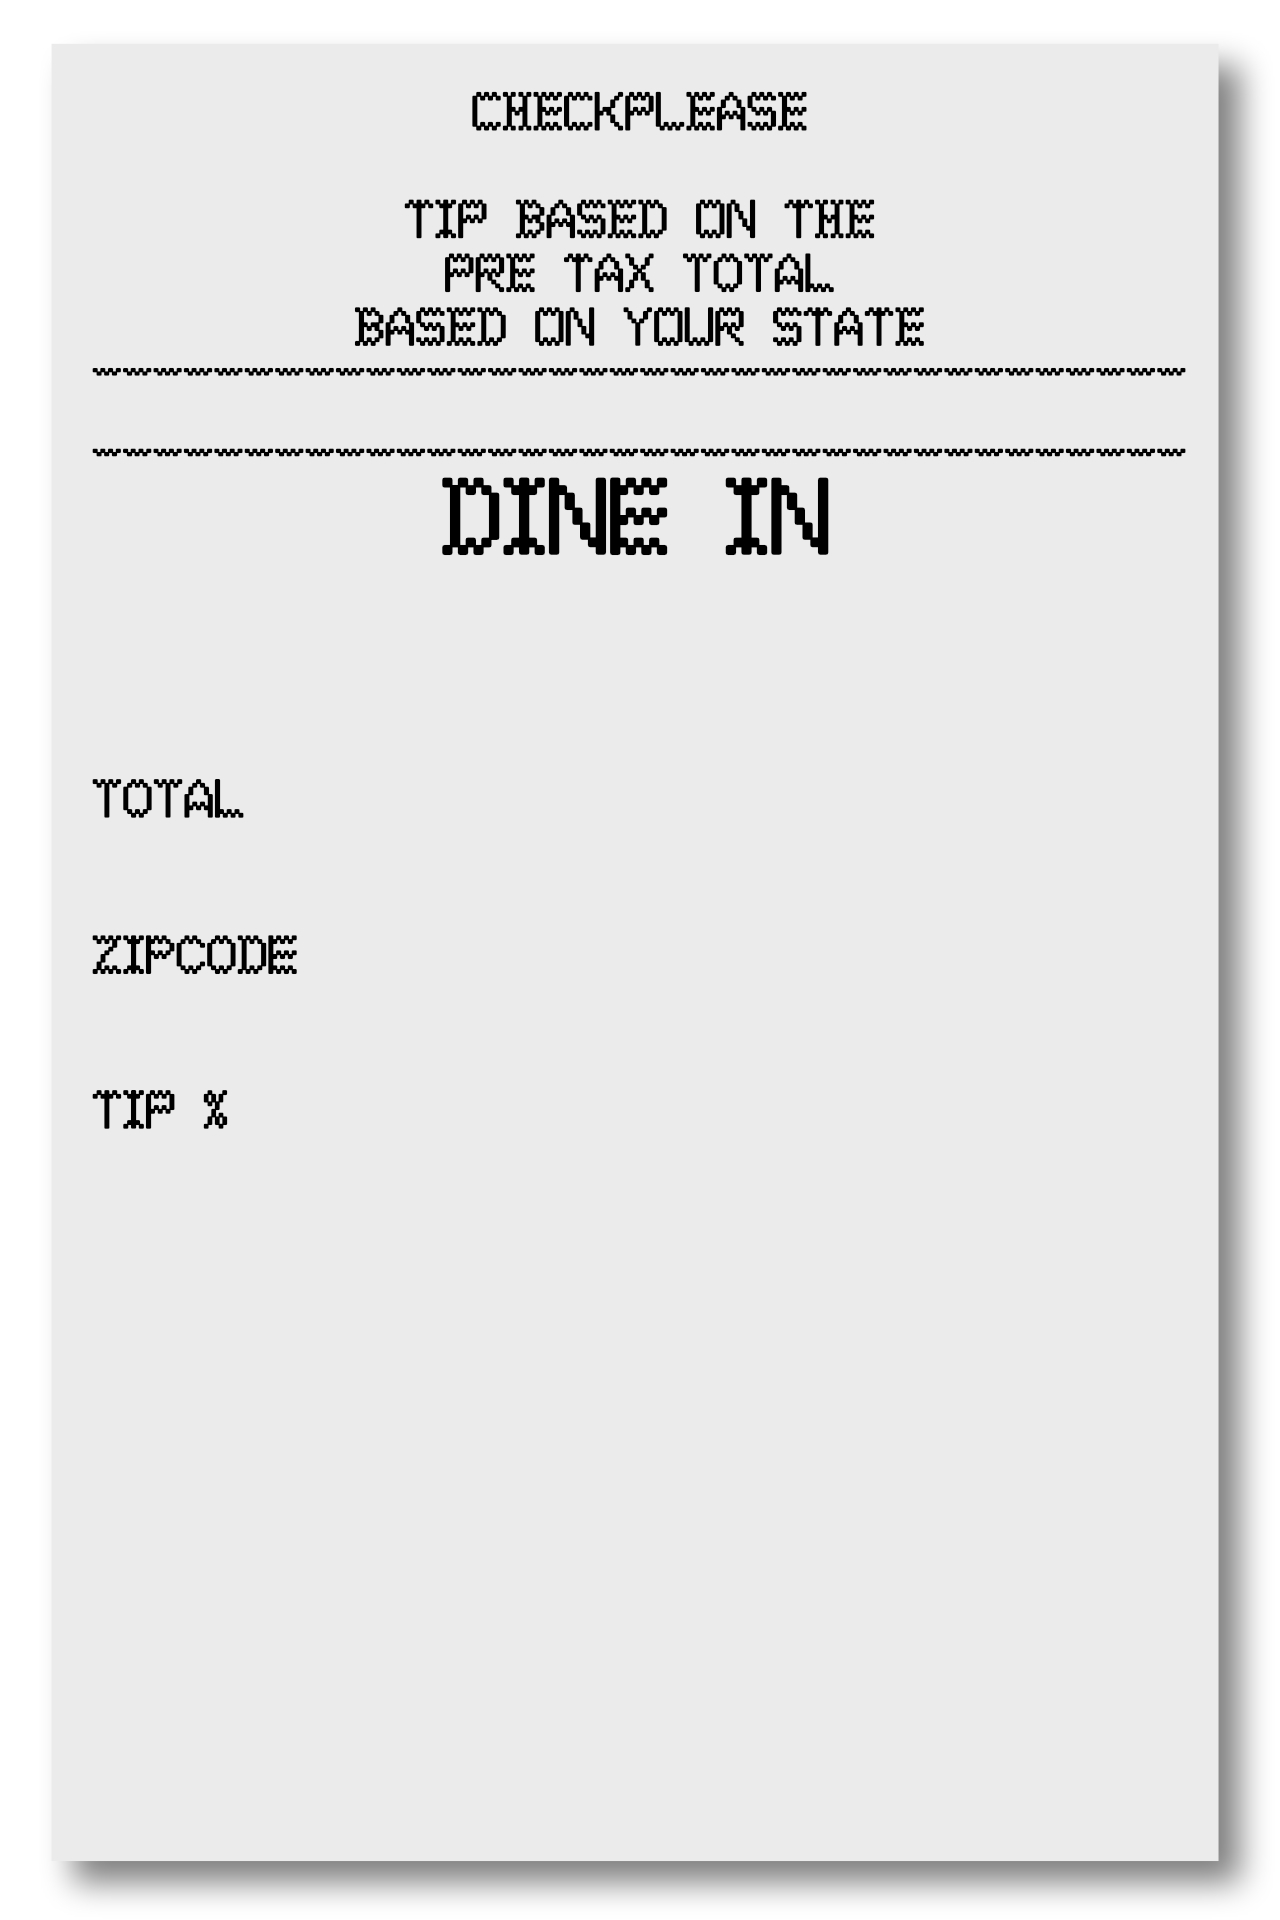 CHECKPLEASE
TIP BASED ON THE
PRE TAX TOTAL
BASED ON YOUR STATE
DINE IN
TOTAL
ZIPCODE
TIP %